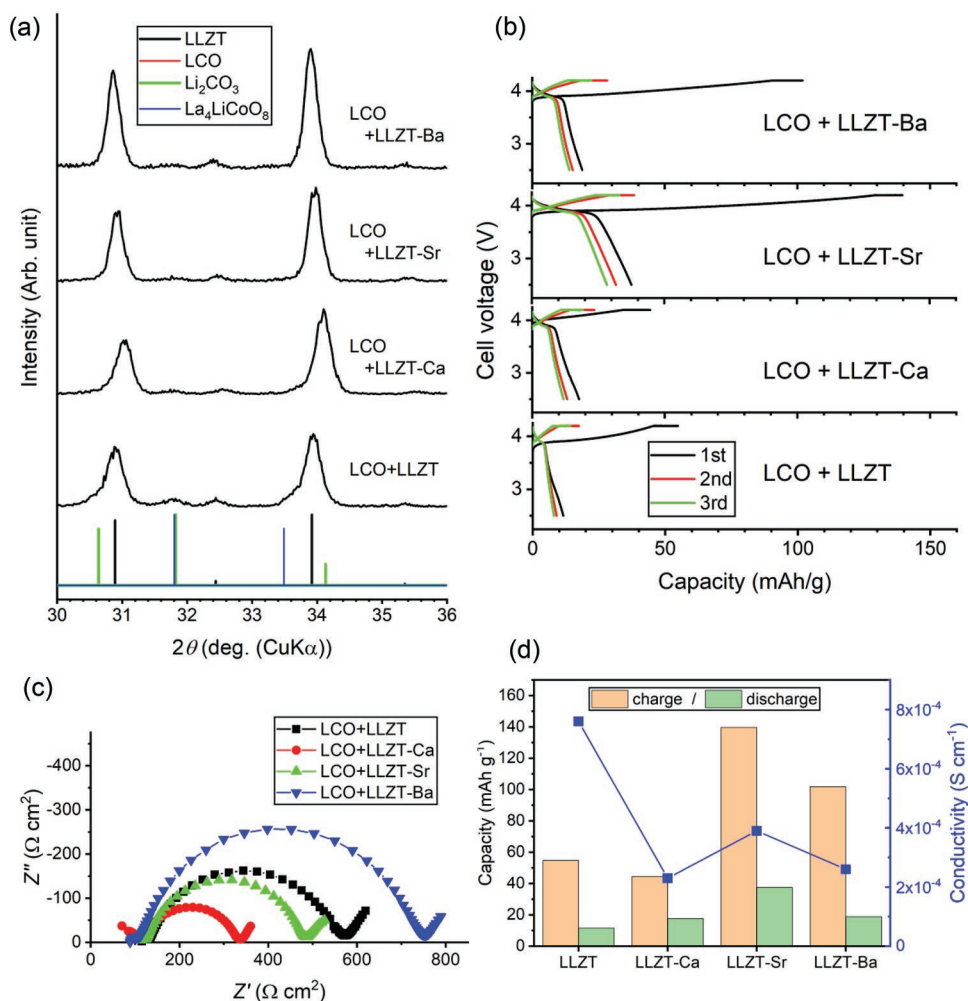 (a)
LLZT
LCO
Li₂CO₃
La₄LiCoO₈
LCO
+LLZT-Ba
LCO
+LLZT-Sr
LCO
+LLZT-Ca
LCO+LLZT
Intensity (Arb. unit)
30 31 32 33 34 35 36
2θ (deg. (CuKα))
(b)
4
3
LCO + LLZT-Ba
4
3
LCO + LLZT-Sr
4
3
LCO + LLZT-Ca
4
3
LCO + LLZT
1st
2nd
3rd
Cell voltage (V)
0 50 100 150
Capacity (mAh/g)
(c)
LCO+LLZT
LCO+LLZT-Ca
LCO+LLZT-Sr
LCO+LLZT-Ba
-400
-300
-200
-100
0
Z″ (Ω cm²)
0 200 400 600 800
Z′ (Ω cm²)
(d)
charge / discharge
160
140
120
100
80
60
40
20
0
Capacity (mAh g⁻¹)
8x10⁻⁴
6x10⁻⁴
4x10⁻⁴
2x10⁻⁴
0
Conductivity (S cm⁻¹)
LLZT LLZT-Ca LLZT-Sr LLZT-Ba